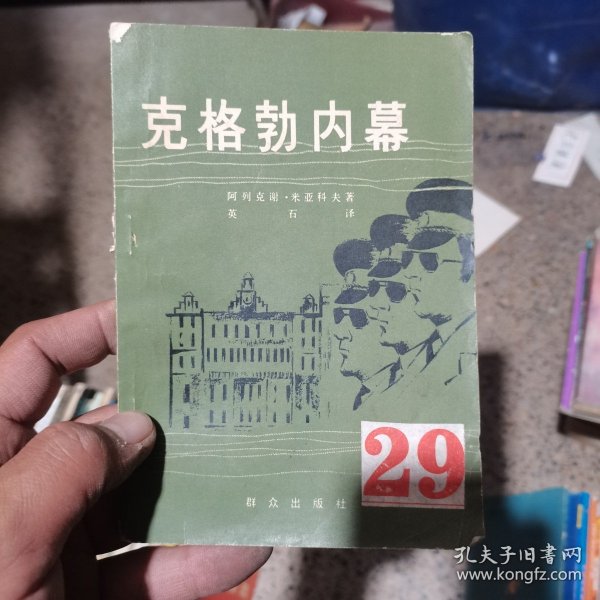 克格勃内幕
阿列克谢·米亚科夫著
英石译
29
群众出版社
孔夫子旧书网
www.kongfz.com